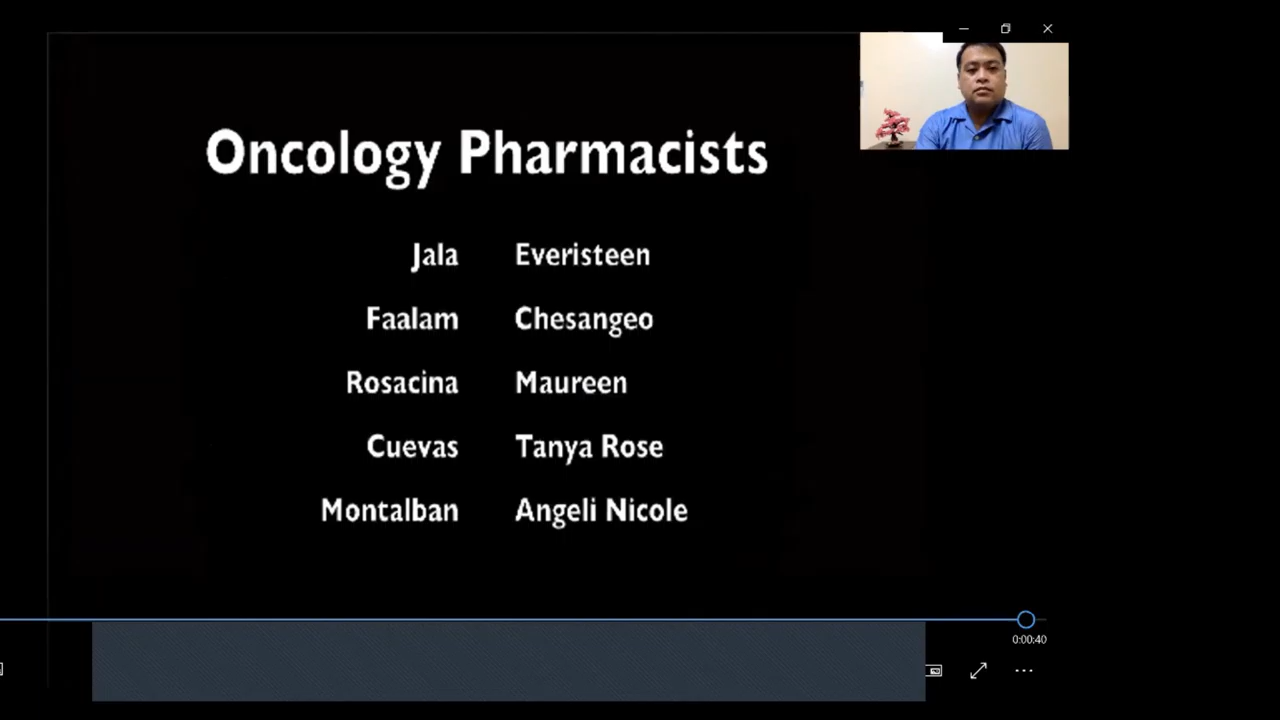 Oncology Pharmacists
Jala Everisteen
Faalam Chesangeo
Rosacina Maureen
Cuevas Tanya Rose
Montalban Angeli Nicole
0:00:40